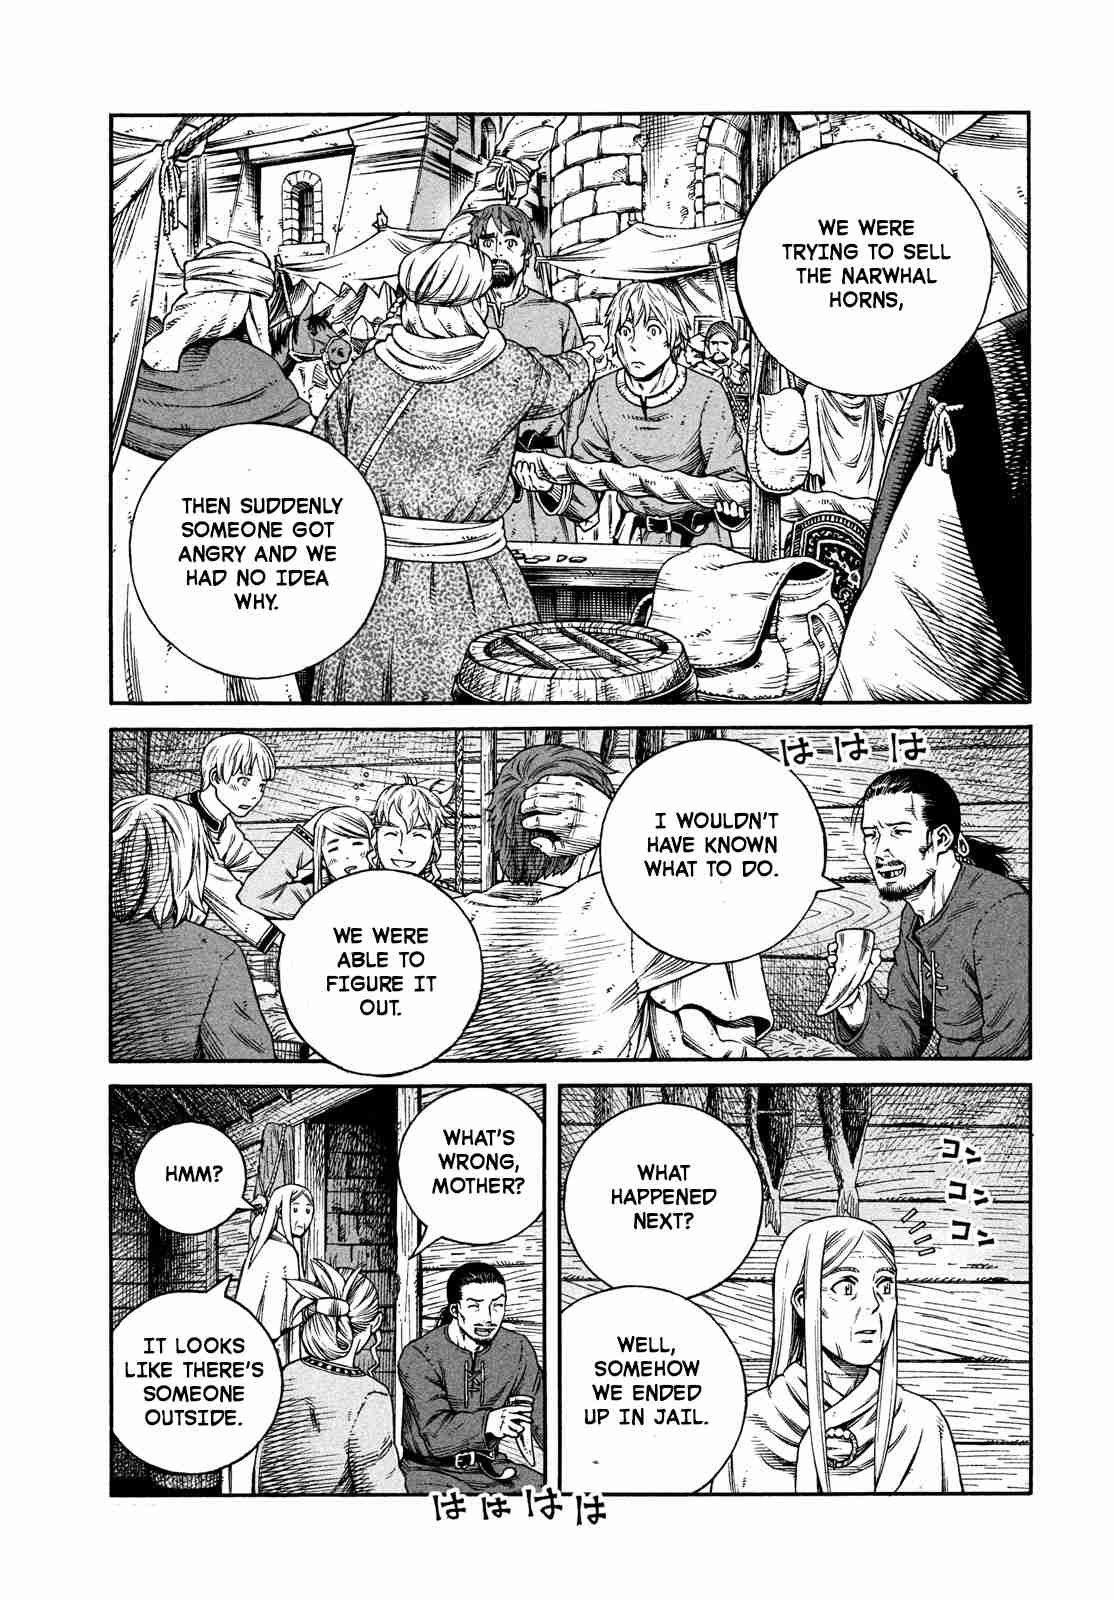 WE WERE
TRYING TO SELL
THE NARWHAL
HORNS,
THEN SUDDENLY
SOMEONE GOT
ANGRY AND WE
HAD NO IDEA
WHY.
はははは
I WOULDN'T
HAVE KNOWN
WHAT TO DO.
WE WERE
ABLE TO
FIGURE IT
OUT.
コン
コン
コン
WHAT
HAPPENED
NEXT?
WELL,
SOMEHOW
WE ENDED
UP IN JAIL.
WHAT'S
WRONG,
MOTHER?
HMM?
IT LOOKS
LIKE THERE'S
SOMEONE
OUTSIDE.
はははは